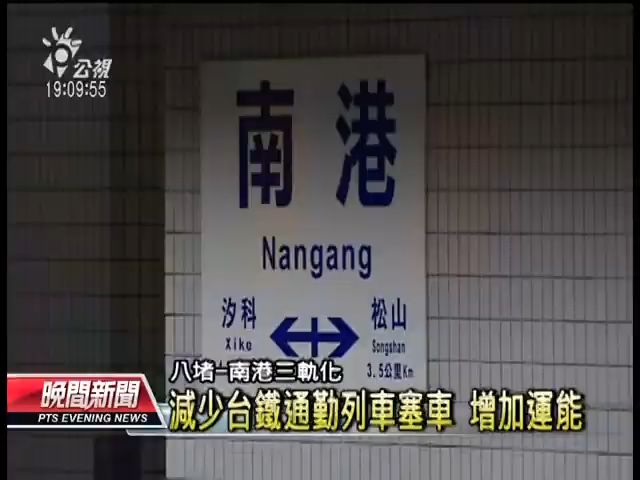 公視
19:09:55
南港
Nangang
汐科 松山
Xike Songshan
3.5公里Km
八堵-南港三軌化
晚間新聞
PTS EVENING NEWS
減少台鐵通勤列車塞車 增加運能